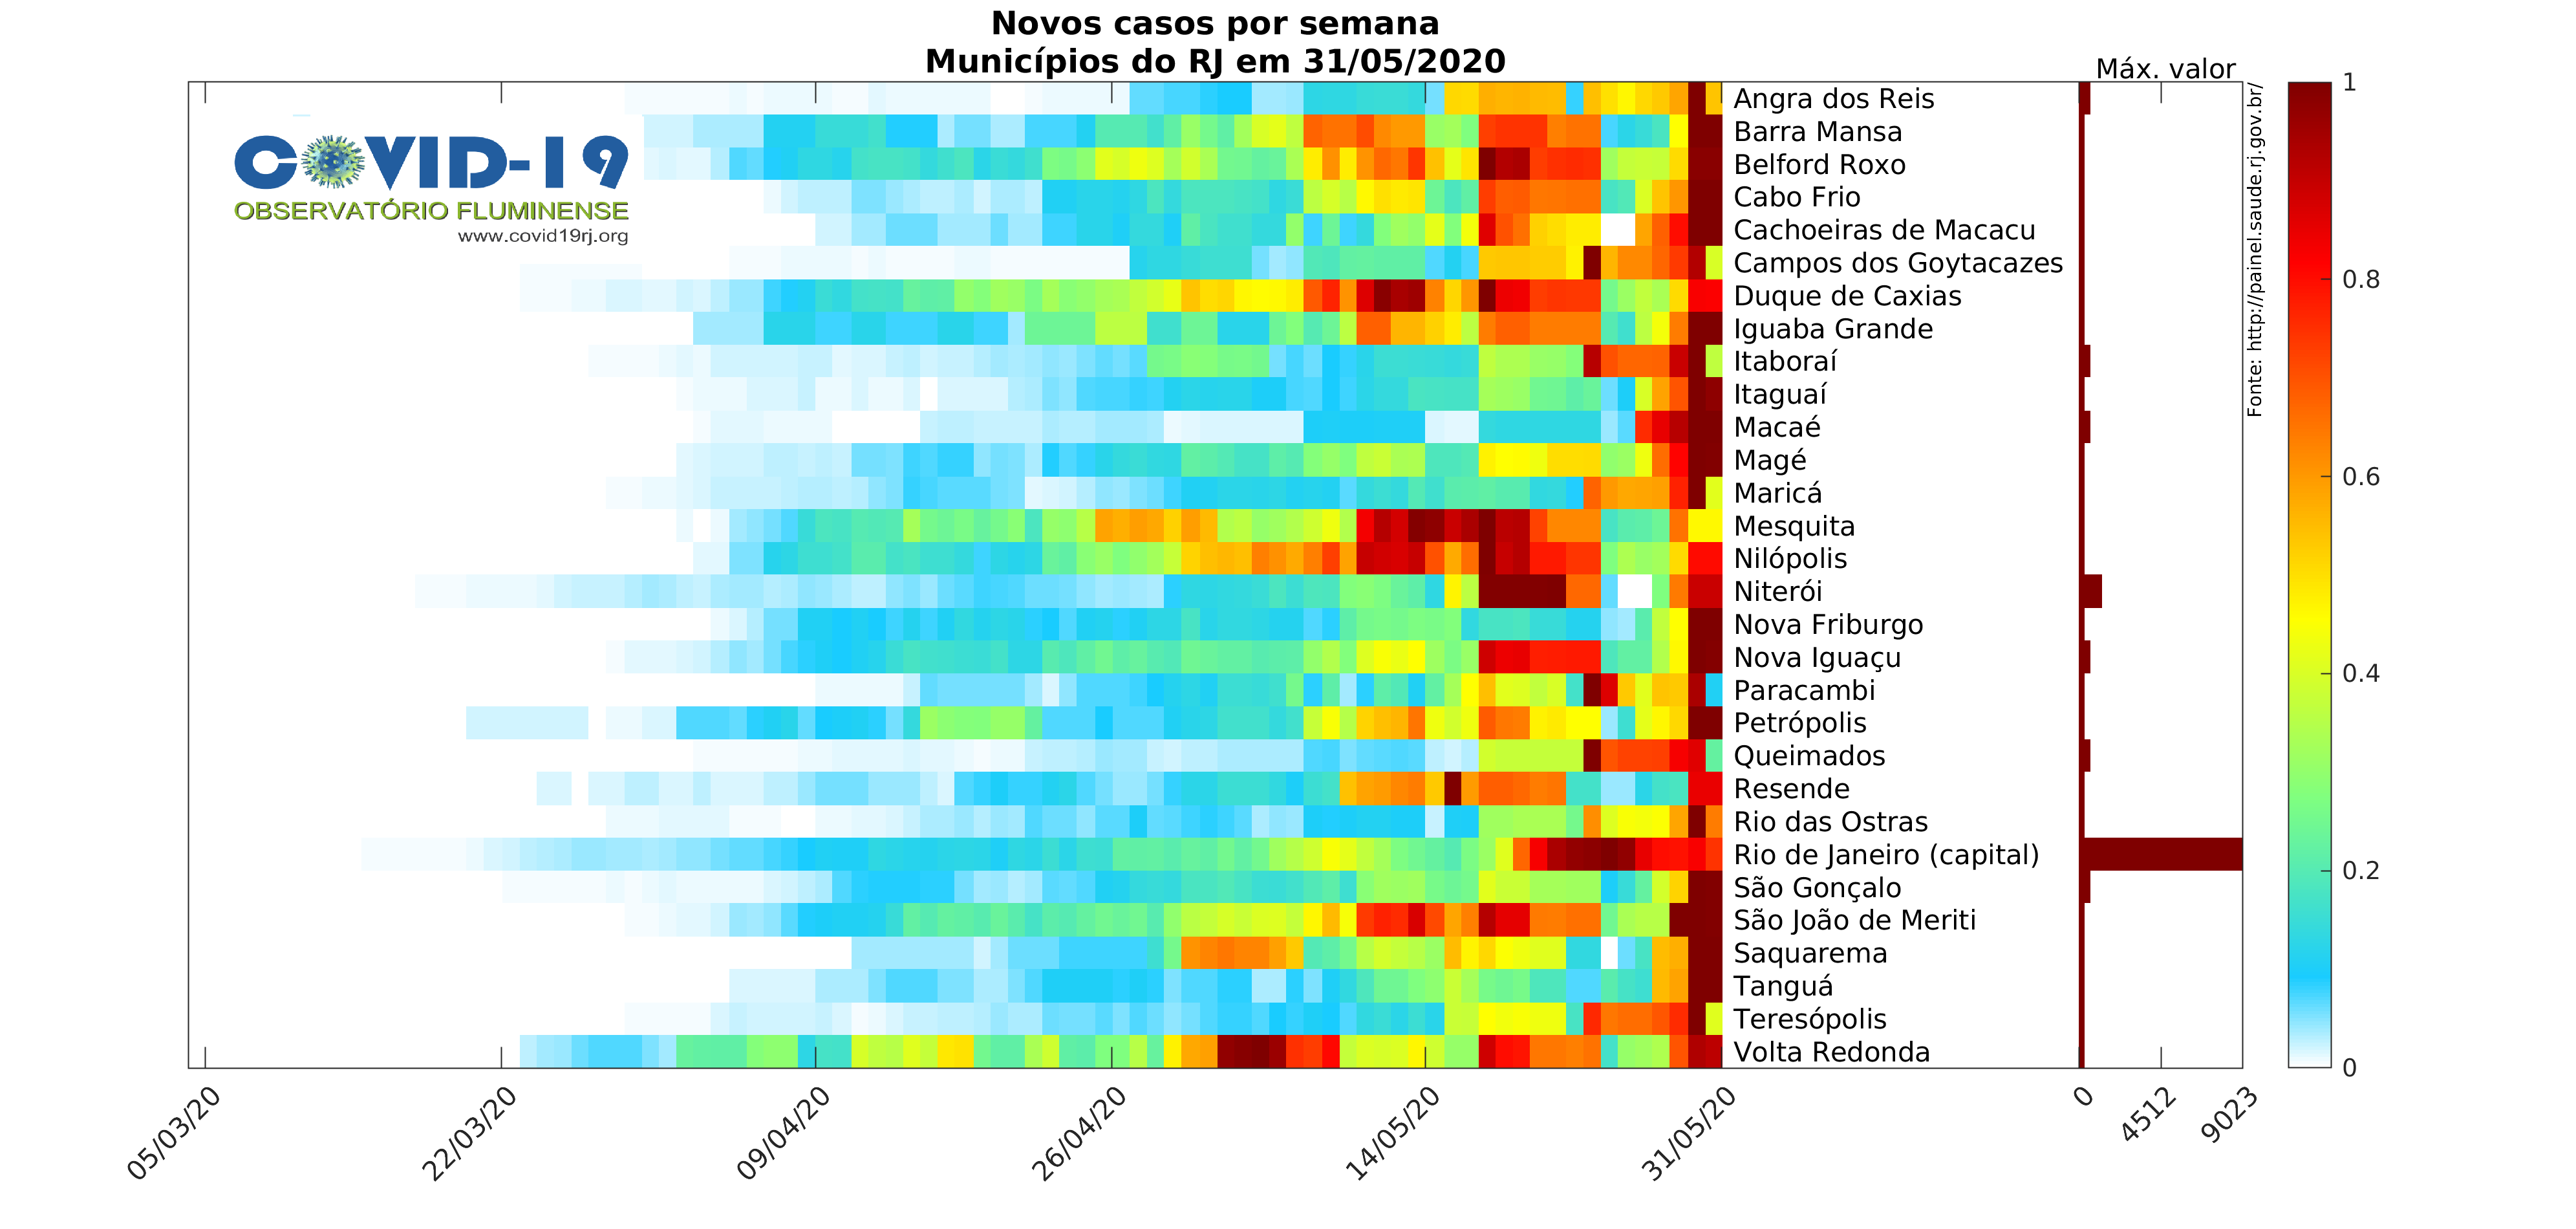 Novos casos por semana
Municípios do RJ em 31/05/2020
Máx. valor
COVID-19
OBSERVATÓRIO FLUMINENSE
www.covid19rj.org
Angra dos Reis
Barra Mansa
Belford Roxo
Cabo Frio
Cachoeiras de Macacu
Campos dos Goytacazes
Duque de Caxias
Iguaba Grande
Itaboraí
Itaguaí
Macaé
Magé
Maricá
Mesquita
Nilópolis
Niterói
Nova Friburgo
Nova Iguaçu
Paracambi
Petrópolis
Queimados
Resende
Rio das Ostras
Rio de Janeiro (capital)
São Gonçalo
São João de Meriti
Saquarema
Tanguá
Teresópolis
Volta Redonda
Fonte: http://painel.saude.rj.gov.br/
1
0.8
0.6
0.4
0.2
0
05/03/20
22/03/20
09/04/20
26/04/20
14/05/20
31/05/20
0
4512
9023